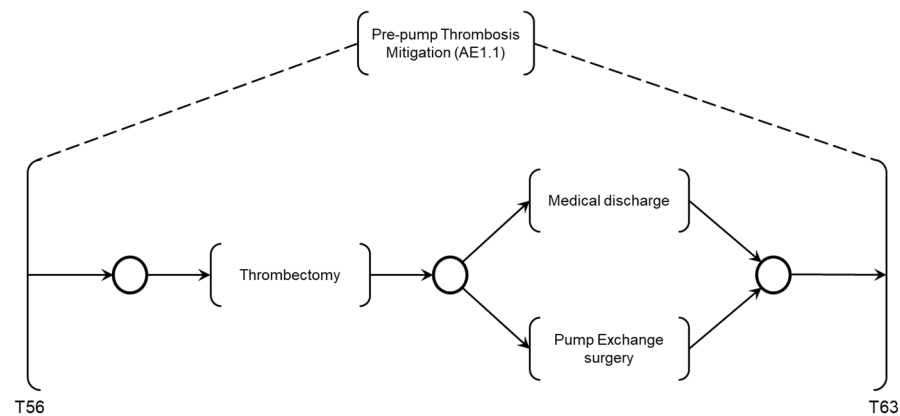 Pre-pump Thrombosis
Mitigation (AE1.1)
Medical discharge
Thrombectomy
Pump Exchange
surgery
T56
T63